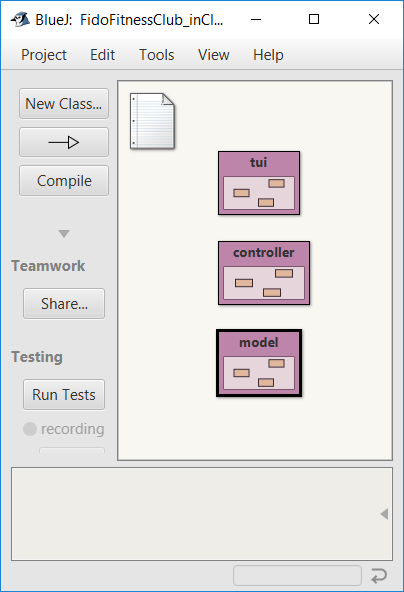 BlueJ: FidoFitnessClub_inCl...
Project Edit Tools View Help
New Class...
Compile
Teamwork
Share...
Testing
Run Tests
recording
tui
controller
model